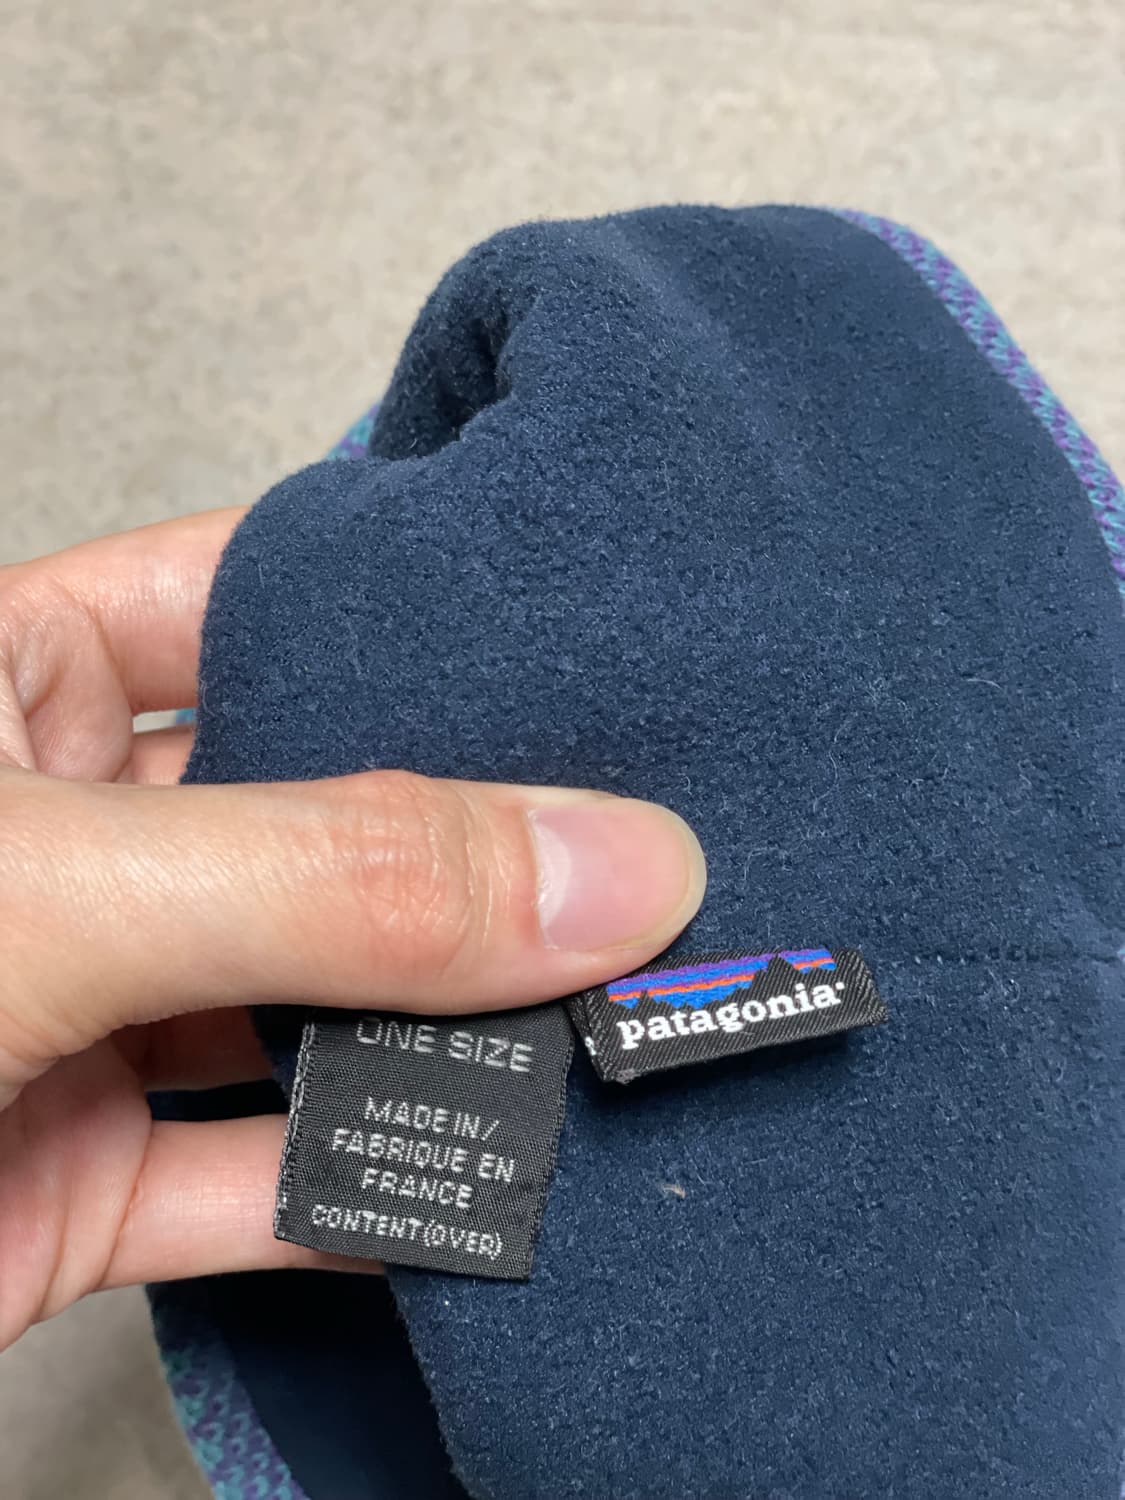 ONE SIZE
MADE IN/
FABRIQUE EN
FRANCE
CONTENT (OVER)
patagonia